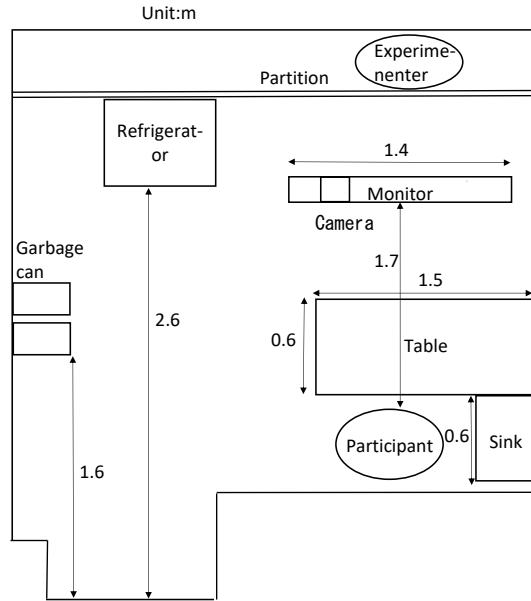 Unit:m
Experime-
nenter
Partition
Refrigerat-
or
1.4
Monitor
Camera
Garbage
can
1.7
1.5
2.6
0.6
Table
Participant
0.6
Sink
1.6